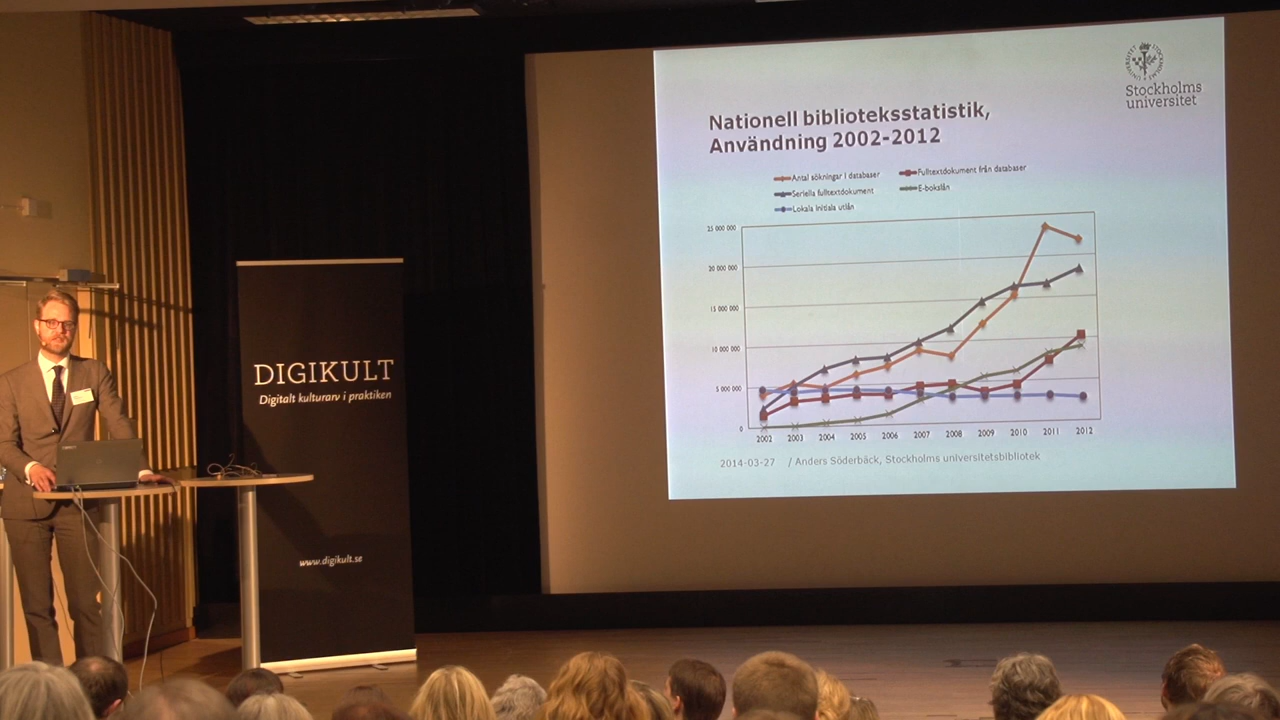 DIGIKULT
Digitalt kulturarv i praktiken
www.digikult.se
STOCKHOLMS UNIVERSITET
Stockholms
universitet
Nationell biblioteksstatistik,
Användning 2002-2012
Antal sökningar i databaser
Fulltextdokument från databaser
Seriella fulltextdokument
E-bokslån
Lokala initiala utlån
25 000 000
20 000 000
15 000 000
10 000 000
5 000 000
0
2002 2003 2004 2005 2006 2007 2008 2009 2010 2011 2012
2014-03-27 / Anders Söderbäck, Stockholms universitetsbibliotek